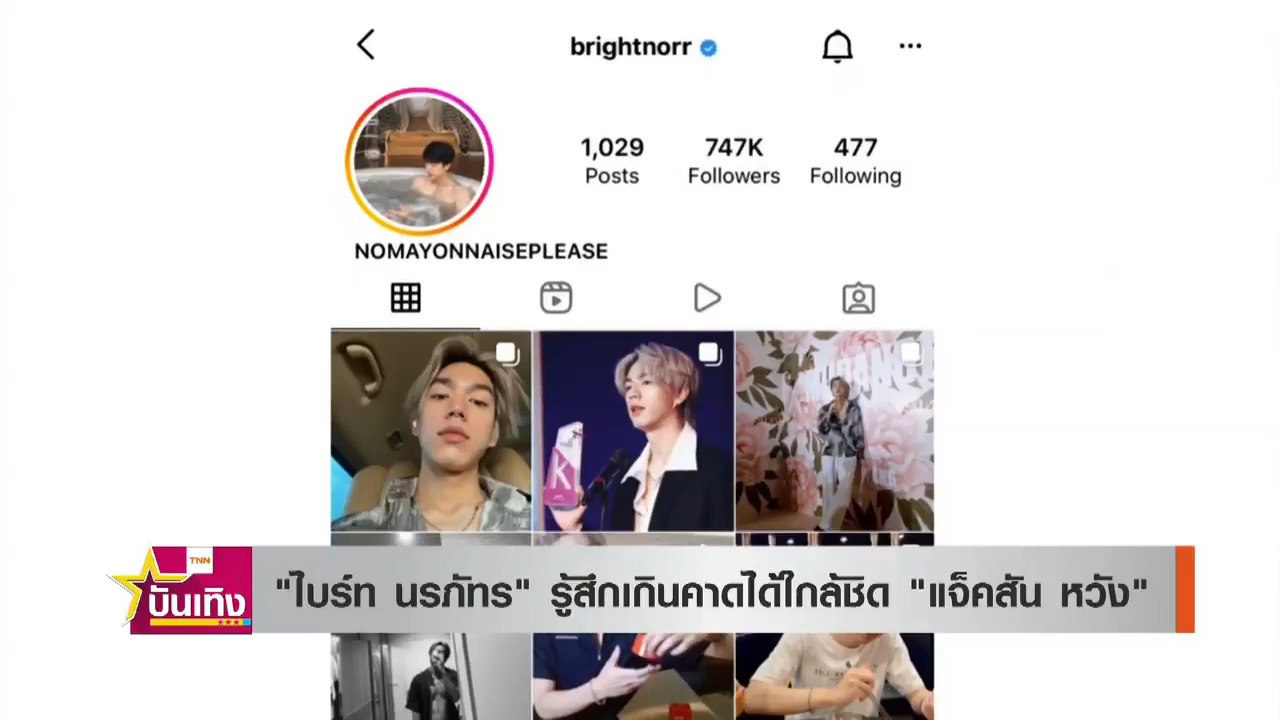 brightnorr
1,029
747K
477
Posts
Followers
Following
NOMAYONNAISEPLEASE
K
TNN
บันเทิง
"ไบร์ท นรภัทร" รู้สึกเกินคาดได้ใกล้ชิด "แจ็คสัน หวัง"